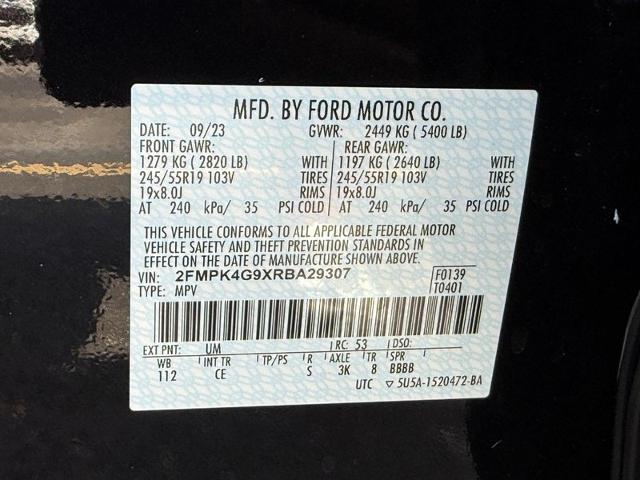 MFD. BY FORD MOTOR CO.
DATE: 09/23 GVWR: 2449 KG ( 5400 LB)
FRONT GAWR: REAR GAWR:
1279 KG ( 2820 LB) WITH 1197 KG ( 2640 LB) WITH
245/55R19 103V TIRES 245/55R19 103V TIRES
19x8.0J RIMS 19x8.0J RIMS
AT 240 kPa/ 35 PSI COLD AT 240 kPa/ 35 PSI COLD
THIS VEHICLE CONFORMS TO ALL APPLICABLE FEDERAL MOTOR
VEHICLE SAFETY AND THEFT PREVENTION STANDARDS IN
EFFECT ON THE DATE OF MANUFACTURE SHOWN ABOVE.
VIN: 2FMPK4G9XRBA29307 F0139
TYPE: MPV T0401
EXT PNT: UM RC: 53 DSO:
WB INT TR TP/PS R AXLE TR SPR
112 CE S 3K 8 BBBB
UTC ▽ 5U5A-1520472-BA